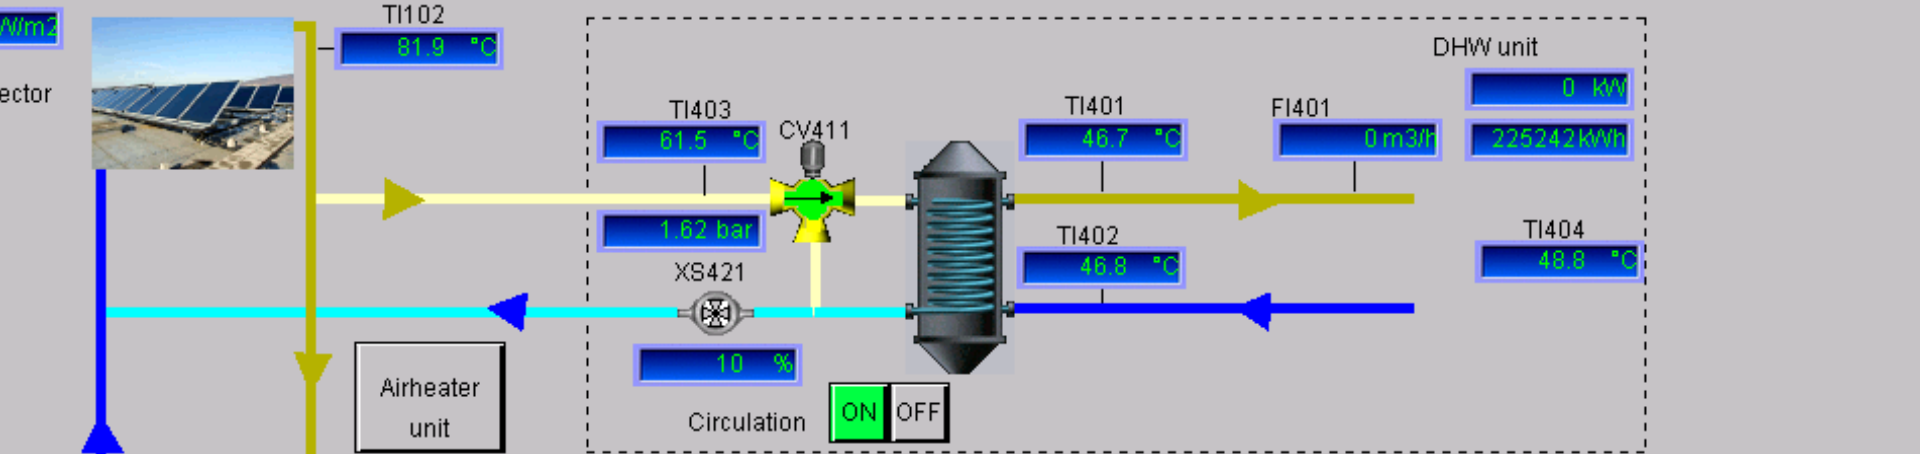 W/m2
TI102
81.9 °C
ector
DHW unit
0 kW
TI403
61.5 °C
CV411
TI401
46.7 °C
FI401
0 m3/h
225242kWh
1.62 bar
TI402
46.8 °C
TI404
48.8 °C
XS421
10 %
Airheater
unit
Circulation
ON OFF